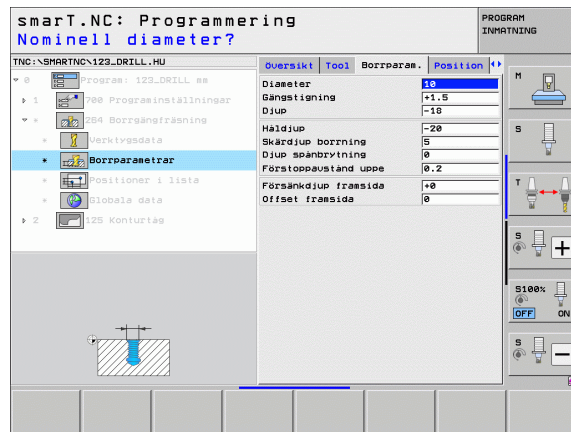 smarT.NC: Programmering
Nominell diameter?
PROGRAM
INMATNING
TNC:\SMARTNC\123_DRILL.HU
0 Program: 123_DRILL mm
1 700 Programinställningar
* 264 Borrgängfräsning
* Verktygsdata
* Borrparametrar
* Positioner i lista
* Globala data
2 125 Konturtåg
Översikt Tool Borrparam. Position
Diameter 10
Gängstigning +1.5
Djup -18
Håldjup -20
Skärdjup borrning 5
Djup spånbrytning 0
Förstoppavstånd uppe 0.2
Försänkdjup framsida +0
Offset framsida 0
M
S
T
S
S100%
OFF ON
S